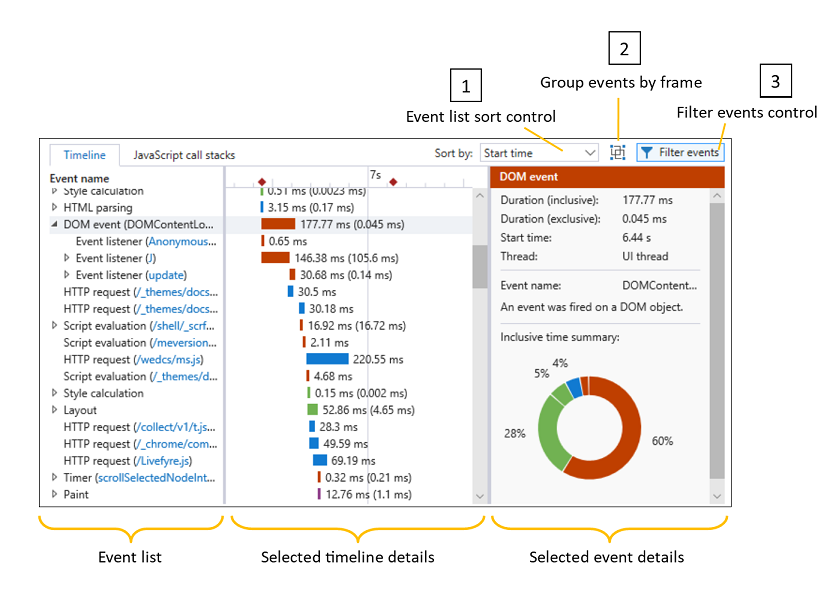 2
1
3
Group events by frame
Event list sort control
Filter events control
Timeline
JavaScript call stacks
Sort by:
Start time
Filter events
Event name
7s
DOM event
Style calculation
0.51 ms (0.0023 ms)
HTML parsing
3.15 ms (0.17 ms)
DOM event (DOMContentLo...
177.77 ms (0.045 ms)
Event listener (Anonymous...
0.65 ms
Event listener (J)
146.38 ms (105.6 ms)
Event listener (update)
30.68 ms (0.14 ms)
HTTP request (/_themes/docs...
30.5 ms
HTTP request (/_themes/docs...
30.18 ms
Script evaluation (/shell/_scrf...
16.92 ms (16.72 ms)
Script evaluation (/meversion...
2.11 ms
HTTP request (/wedcs/ms.js)
220.55 ms
Script evaluation (/_themes/d...
4.68 ms
Style calculation
0.15 ms (0.002 ms)
Layout
52.86 ms (4.65 ms)
HTTP request (/collect/v1/t.js...
28.3 ms
HTTP request (/_chrome/com...
49.59 ms
HTTP request (/Livefyre.js)
69.19 ms
Timer (scrollSelectedNodeInt...
0.32 ms (0.21 ms)
Paint
12.76 ms (1.1 ms)
Duration (inclusive): 177.77 ms
Duration (exclusive): 0.045 ms
Start time: 6.44 s
Thread: UI thread
Event name: DOMContent...
An event was fired on a DOM object.
Inclusive time summary:
4%
5%
28%
60%
Event list
Selected timeline details
Selected event details